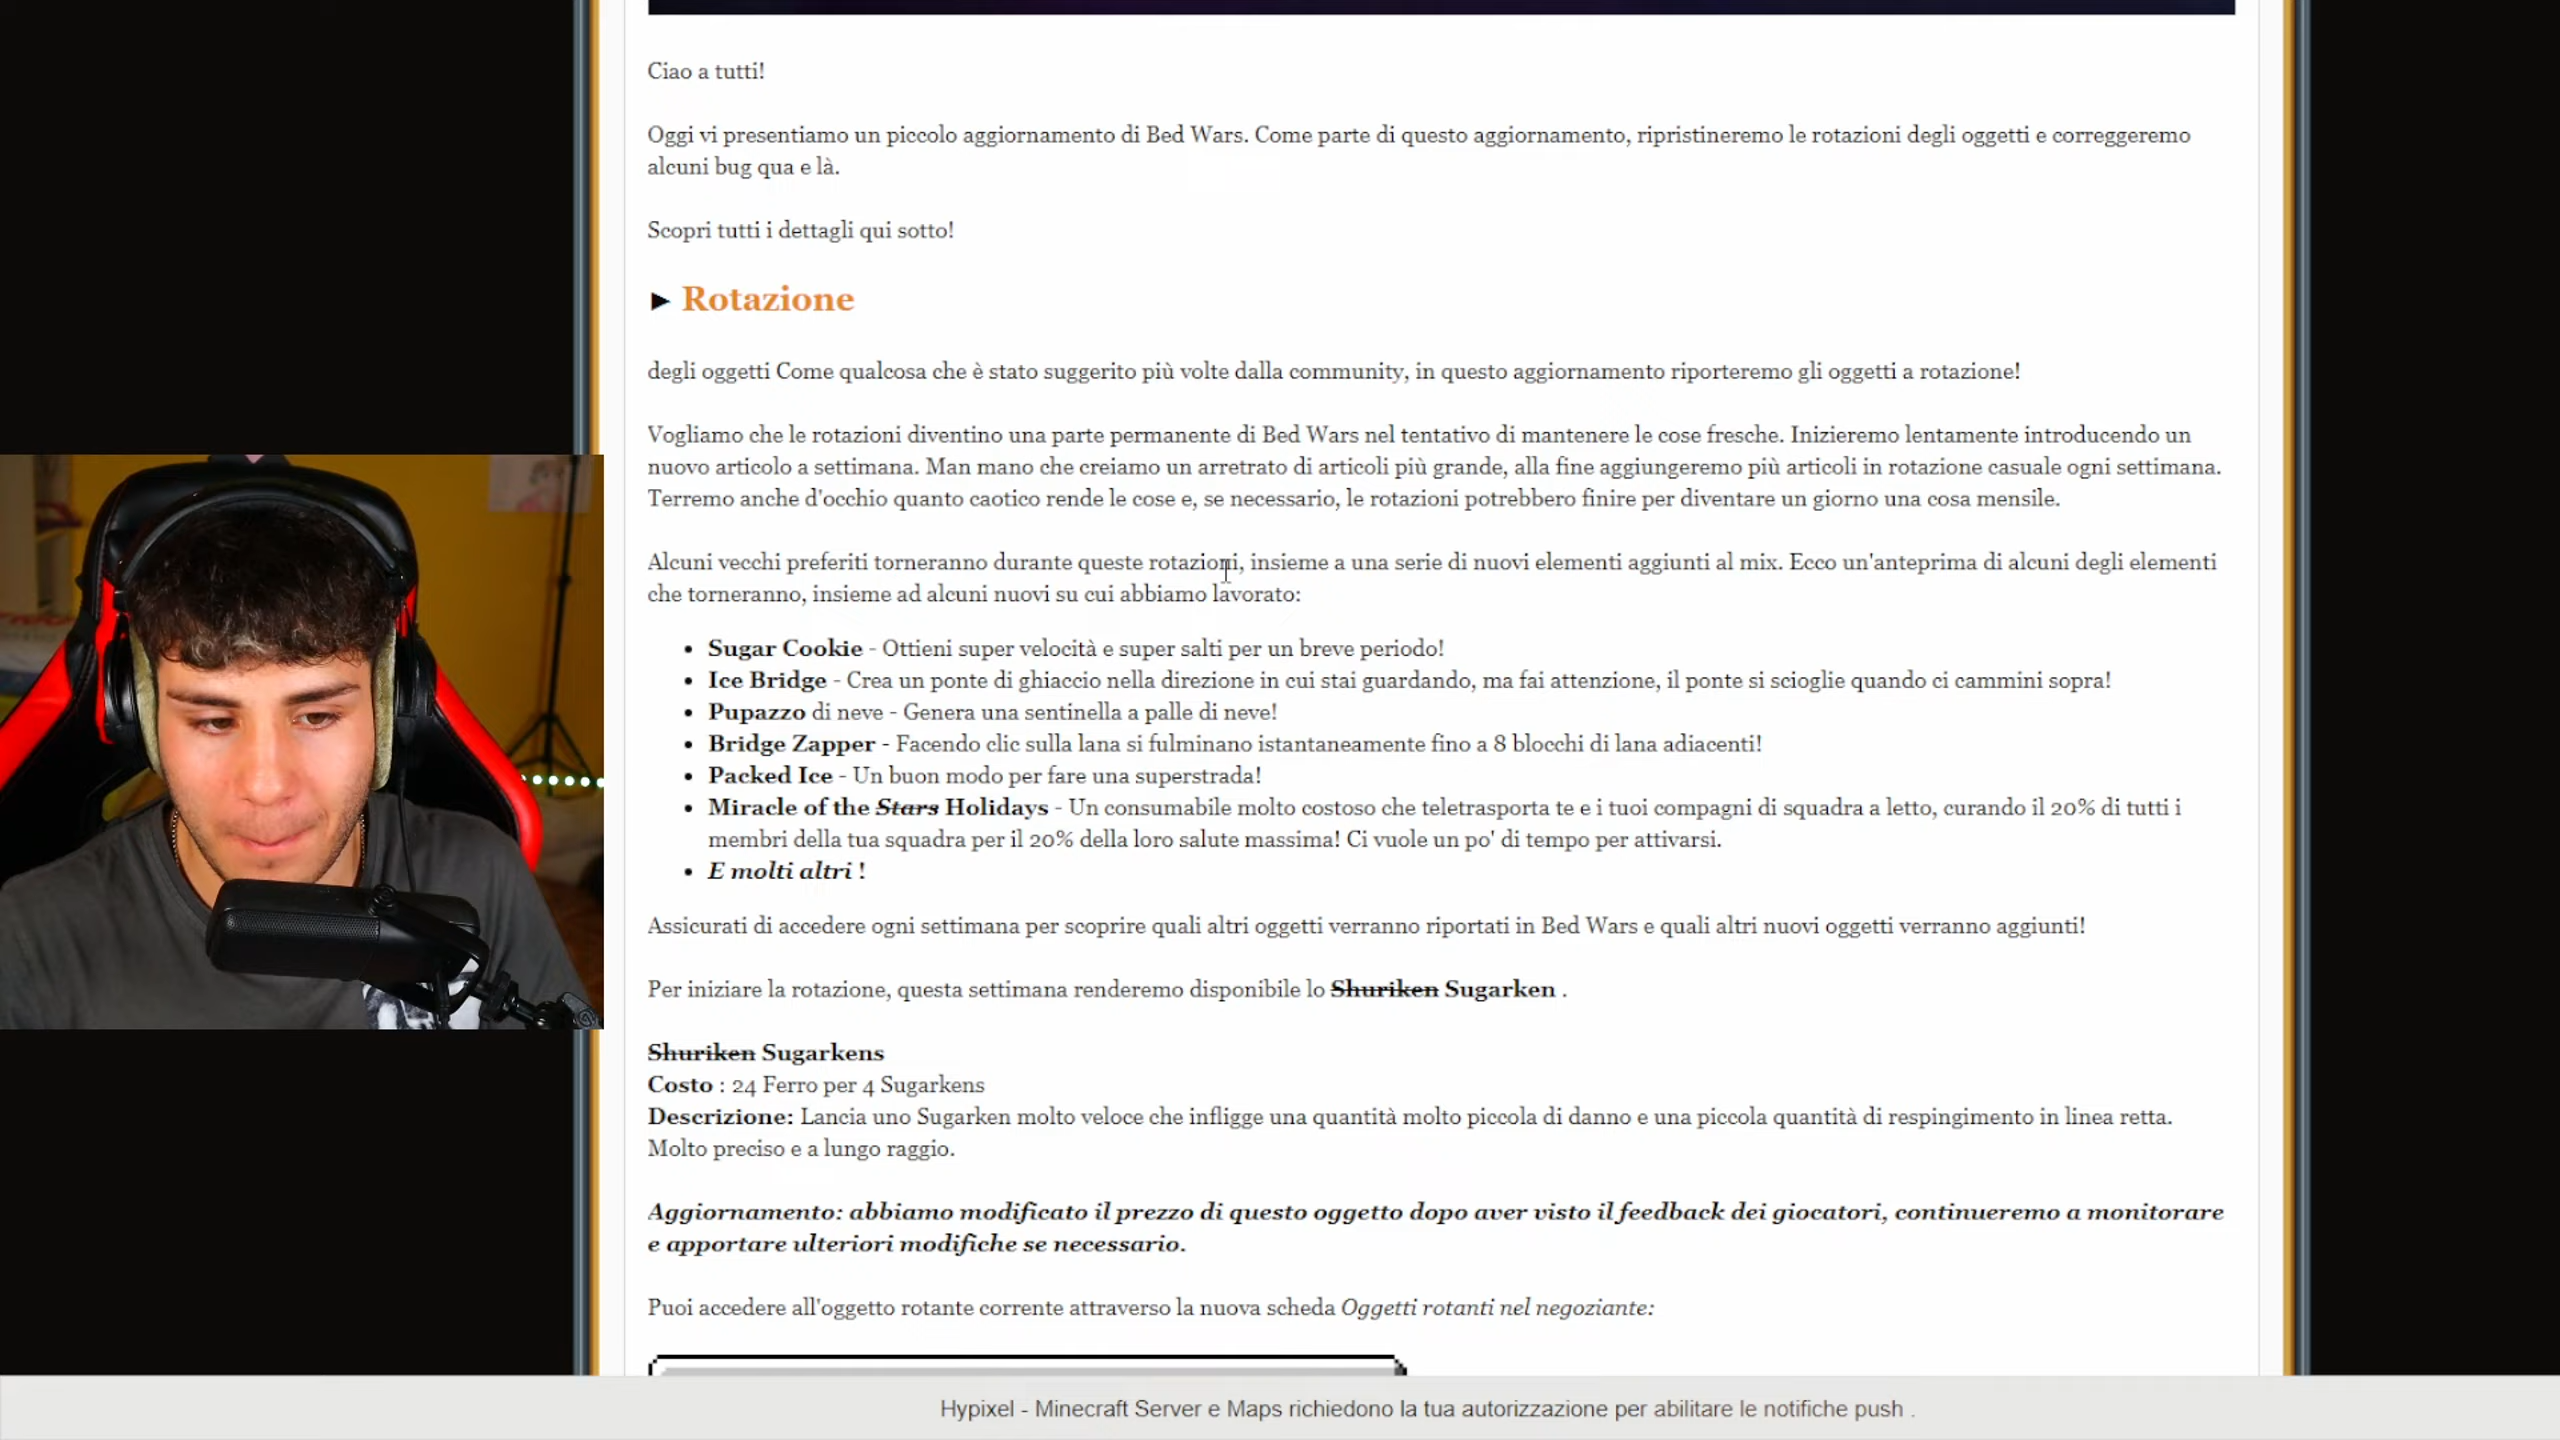 Ciao a tutti!
Oggi vi presentiamo un piccolo aggiornamento di Bed Wars. Come parte di questo aggiornamento, ripristineremo le rotazioni degli oggetti e correggeremo
alcuni bug qua e là.
Scopri tutti i dettagli qui sotto!
► Rotazione
degli oggetti Come qualcosa che è stato suggerito più volte dalla community, in questo aggiornamento riporteremo gli oggetti a rotazione!
Vogliamo che le rotazioni diventino una parte permanente di Bed Wars nel tentativo di mantenere le cose fresche. Inizieremo lentamente introducendo un
nuovo articolo a settimana. Man mano che creiamo un arretrato di articoli più grande, alla fine aggiungeremo più articoli in rotazione casuale ogni settimana.
Terremo anche d'occhio quanto caotico rende le cose e, se necessario, le rotazioni potrebbero finire per diventare un giorno una cosa mensile.
Alcuni vecchi preferiti torneranno durante queste rotazioni, insieme a una serie di nuovi elementi aggiunti al mix. Ecco un'anteprima di alcuni degli elementi
che torneranno, insieme ad alcuni nuovi su cui abbiamo lavorato:
• Sugar Cookie - Ottieni super velocità e super salti per un breve periodo!
• Ice Bridge - Crea un ponte di ghiaccio nella direzione in cui stai guardando, ma fai attenzione, il ponte si scioglie quando ci cammini sopra!
• Pupazzo di neve - Genera una sentinella a palle di neve!
• Bridge Zapper - Facendo clic sulla lana si fulminano istantaneamente fino a 8 blocchi di lana adiacenti!
• Packed Ice - Un buon modo per fare una superstrada!
• Miracle of the Stars Holidays - Un consumabile molto costoso che teletrasporta te e i tuoi compagni di squadra a letto, curando il 20% di tutti i
membri della tua squadra per il 20% della loro salute massima! Ci vuole un po' di tempo per attivarsi.
• E molti altri !
Assicurati di accedere ogni settimana per scoprire quali altri oggetti verranno riportati in Bed Wars e quali altri nuovi oggetti verranno aggiunti!
Per iniziare la rotazione, questa settimana renderemo disponibile lo Shuriken Sugarken .
Shuriken Sugarkens
Costo : 24 Ferro per 4 Sugarkens
Descrizione: Lancia uno Sugarken molto veloce che infligge una quantità molto piccola di danno e una piccola quantità di respingimento in linea retta.
Molto preciso e a lungo raggio.
Aggiornamento: abbiamo modificato il prezzo di questo oggetto dopo aver visto il feedback dei giocatori, continueremo a monitorare
e apportare ulteriori modifiche se necessario.
Puoi accedere all'oggetto rotante corrente attraverso la nuova scheda Oggetti rotanti nel negoziante:
Hypixel - Minecraft Server e Maps richiedono la tua autorizzazione per abilitare le notifiche push .